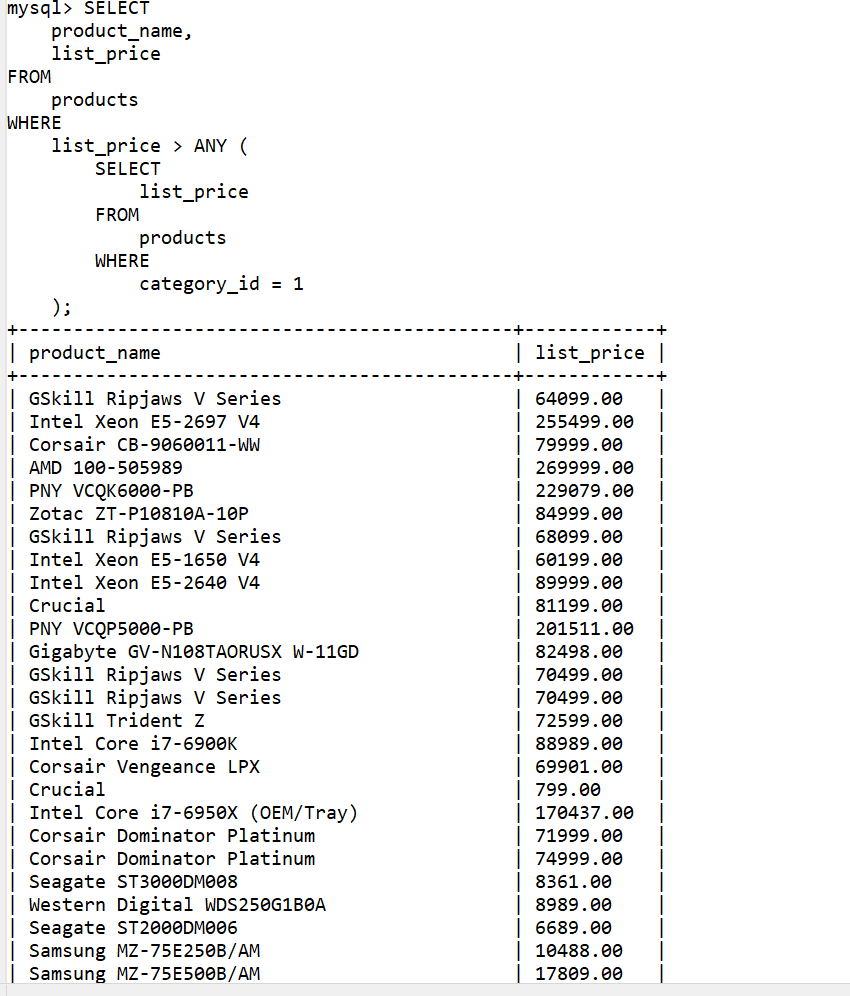 mysql> SELECT
    product_name,
    list_price
FROM
    products
WHERE
    list_price > ANY (
        SELECT
            list_price
        FROM
            products
        WHERE
            category_id = 1
    );
+---------------------------------------------+------------+
| product_name                                | list_price |
+---------------------------------------------+------------+
| GSkill Ripjaws V Series                     | 64099.00   |
| Intel Xeon E5-2697 V4                       | 255499.00  |
| Corsair CB-9060011-WW                       | 79999.00   |
| AMD 100-505989                              | 269999.00  |
| PNY VCQK6000-PB                             | 229079.00  |
| Zotac ZT-P10810A-10P                        | 84999.00   |
| GSkill Ripjaws V Series                     | 68099.00   |
| Intel Xeon E5-1650 V4                       | 60199.00   |
| Intel Xeon E5-2640 V4                       | 89999.00   |
| Crucial                                     | 81199.00   |
| PNY VCQP5000-PB                             | 201511.00  |
| Gigabyte GV-N108TAORUSX W-11GD              | 82498.00   |
| GSkill Ripjaws V Series                     | 70499.00   |
| GSkill Ripjaws V Series                     | 70499.00   |
| GSkill Trident Z                            | 72599.00   |
| Intel Core i7-6900K                         | 88989.00   |
| Corsair Vengeance LPX                       | 69901.00   |
| Crucial                                     | 799.00     |
| Intel Core i7-6950X (OEM/Tray)              | 170437.00  |
| Corsair Dominator Platinum                  | 71999.00   |
| Corsair Dominator Platinum                  | 74999.00   |
| Seagate ST3000DM008                         | 8361.00    |
| Western Digital WDS250G1B0A                 | 8989.00    |
| Seagate ST2000DM006                         | 6689.00    |
| Samsung MZ-75E250B/AM                       | 10488.00   |
| Samsung MZ-75E500B/AM                       | 17809.00   |